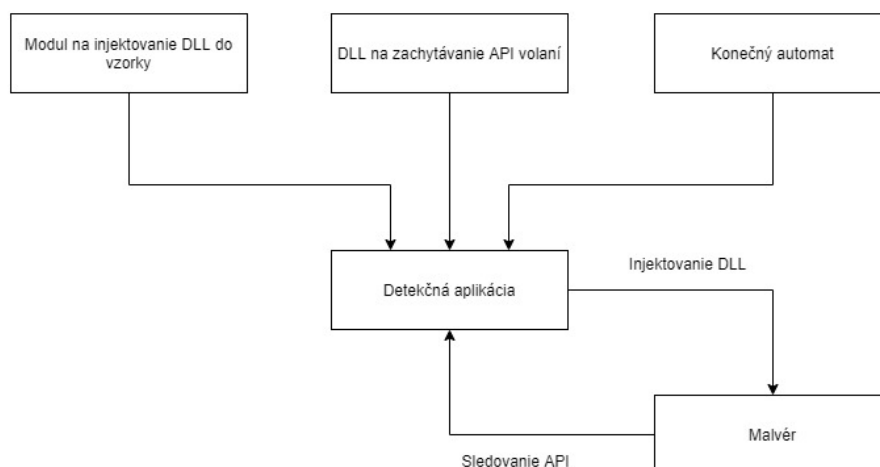 Modul na injektovanie DLL do
vzorky
DLL na zachytávanie API volaní
Konečný automat
Detekčná aplikácia
Injektovanie DLL
Malvér
Sledovanie API